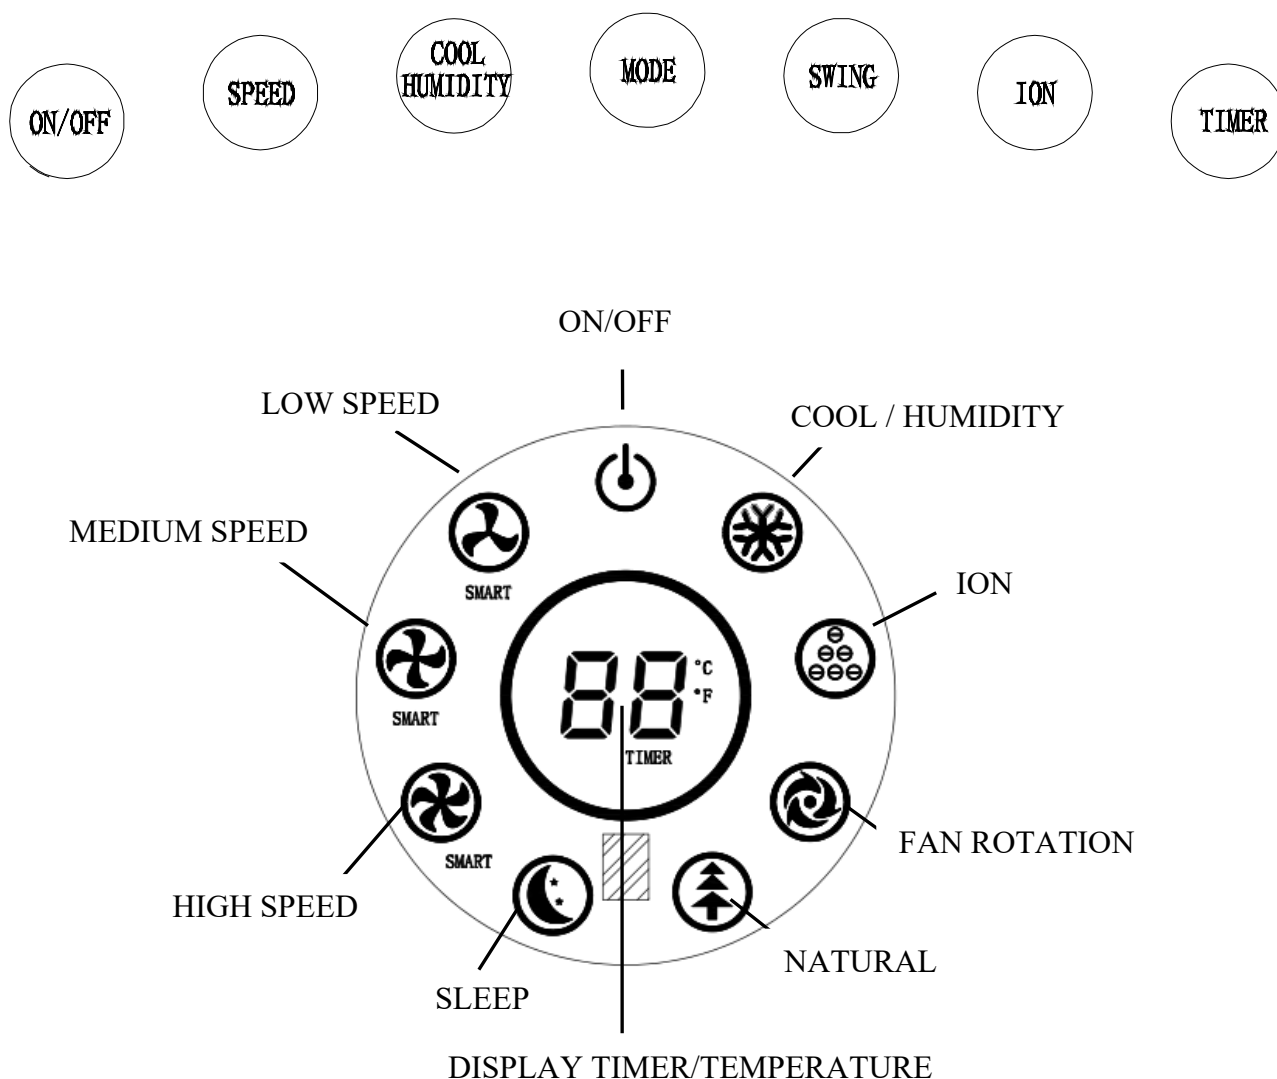 ON/OFF
SPEED
COOL
HUMIDITY
MODE
SWING
ION
TIMER
ON/OFF
LOW SPEED
COOL / HUMIDITY
MEDIUM SPEED
SMART
ION
88 °C
°F
SMART
TIMER
FAN ROTATION
SMART
HIGH SPEED
NATURAL
SLEEP
DISPLAY TIMER/TEMPERATURE